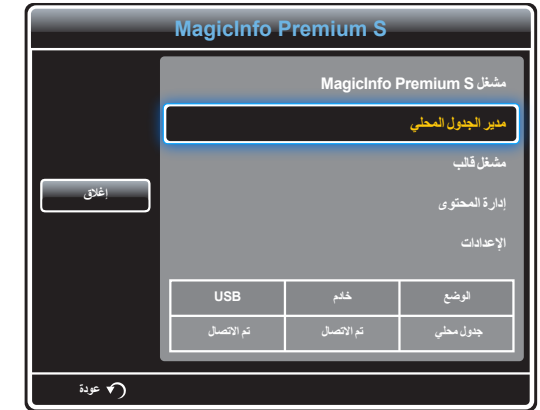 MagicInfo Premium S
مشغل MagicInfo Premium S
مدير الجدول المحلي
مشغل قالب
إدارة المحتوى
الإعدادات
إغلاق
الوضع خادم USB
جدول محلي تم الاتصال تم الاتصال
عودة